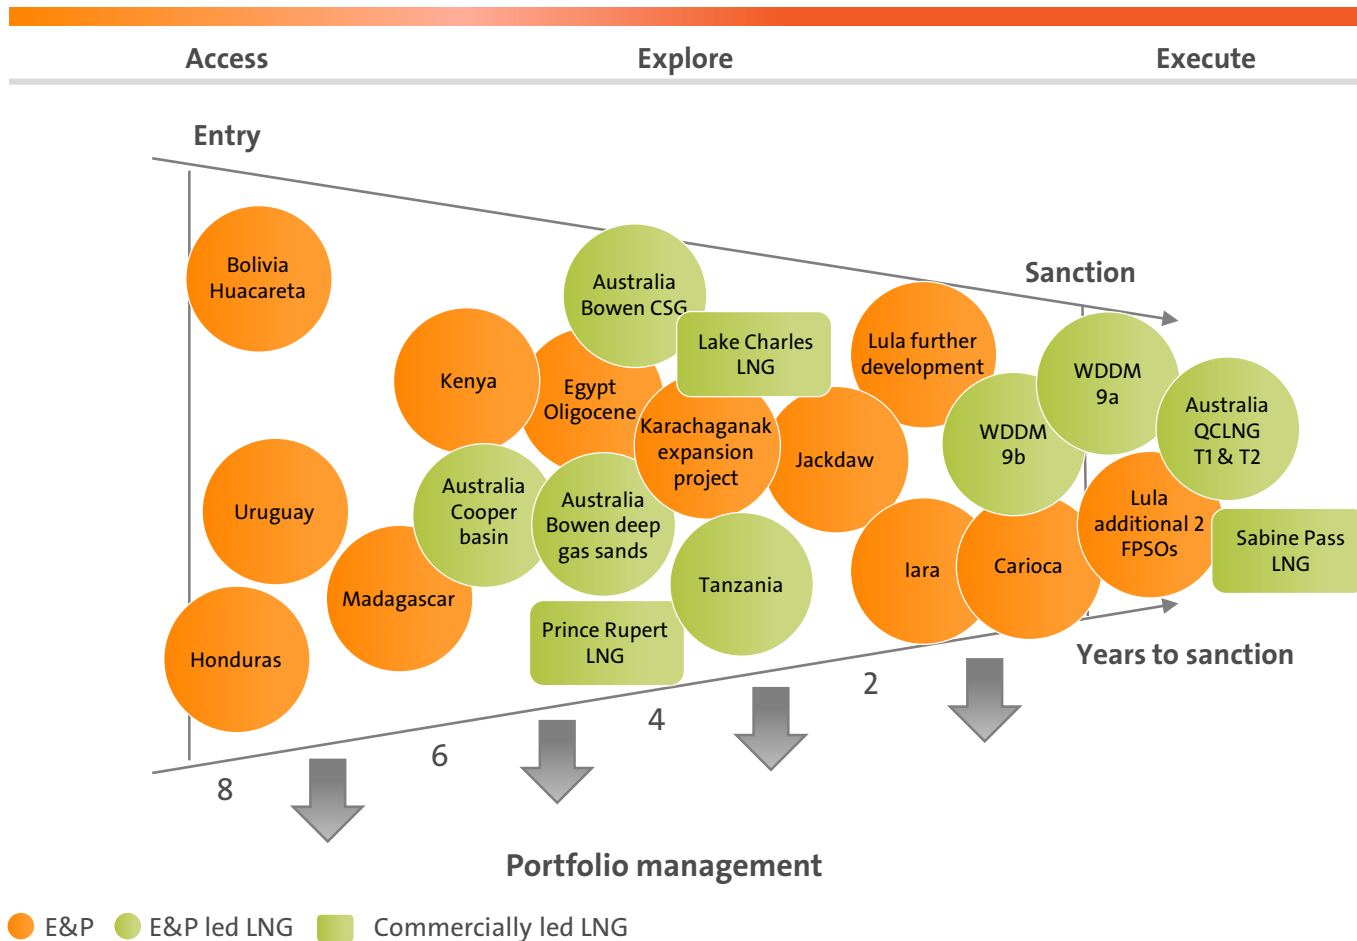 Access
Explore
Execute
Entry
Sanction
Bolivia
Huacareta
Australia
Bowen CSG
Lake Charles
LNG
Lula further
development
Kenya
Egypt
Oligocene
Karachaganak
expansion
project
Jackdaw
WDDM
9b
WDDM
9a
Australia
QCLNG
T1 & T2
Uruguay
Australia
Cooper
basin
Australia
Bowen deep
gas sands
Lula
additional 2
FPSOs
Sabine Pass
LNG
Madagascar
Tanzania
Iara
Carioca
Honduras
Prince Rupert
LNG
Years to sanction
8
6
4
2
Portfolio management
E&P
E&P led LNG
Commercially led LNG